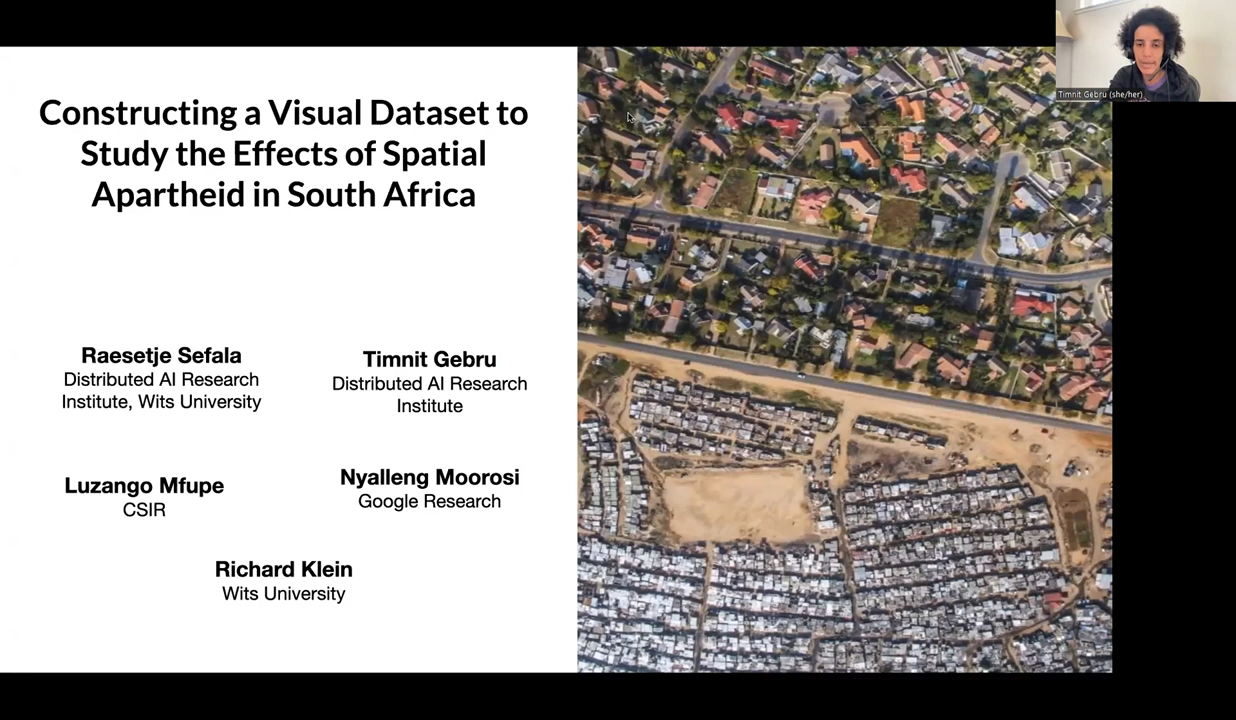 Constructing a Visual Dataset to
Study the Effects of Spatial
Apartheid in South Africa
Raesetje Sefala
Distributed AI Research
Institute, Wits University
Timnit Gebru
Distributed AI Research
Institute
Luzango Mfupe
CSIR
Nyalleng Moorosi
Google Research
Richard Klein
Wits University
Timnit Gebru (she/her)